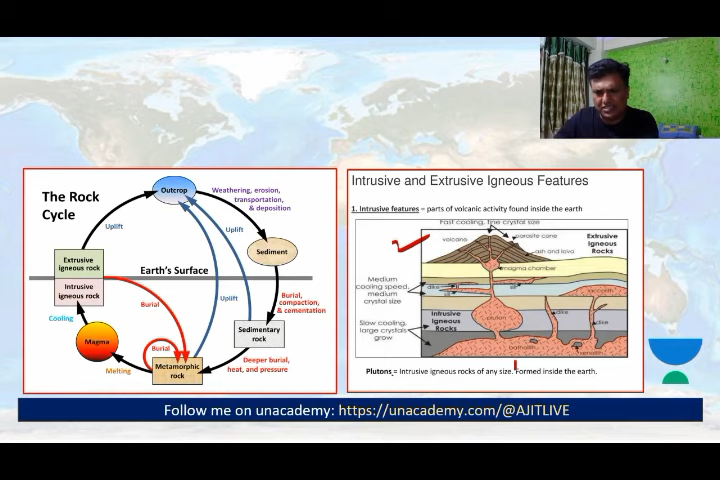 The Rock
Cycle
Outcrop
Weathering, erosion,
transportation,
& deposition
Uplift
Uplift
Sediment
Extrusive
igneous rock
Earth's Surface
Intrusive
igneous rock
Burial
Uplift
Burial,
compaction,
& cementation
Cooling
Magma
Burial
Sedimentary
rock
Melting
Metamorphic
rock
Deeper burial,
heat, and pressure
Intrusive and Extrusive Igneous Features
1. Intrusive features = parts of volcanic activity found inside the earth
Fast cooling, fine crystal size
volcano
parasite cone
Extrusive
Igneous
Rocks
ash and lava
magma chamber
Medium
cooling speed,
medium
crystal size
dike
sill
sill
laccolith
Slow cooling,
large crystals
grow
Intrusive
Igneous
Rocks
pluton
dike
dike
batholith
xenolith
Plutons = Intrusive igneous rocks of any size. Formed inside the earth.
Follow me on unacademy: https://unacademy.com/@AJITLIVE